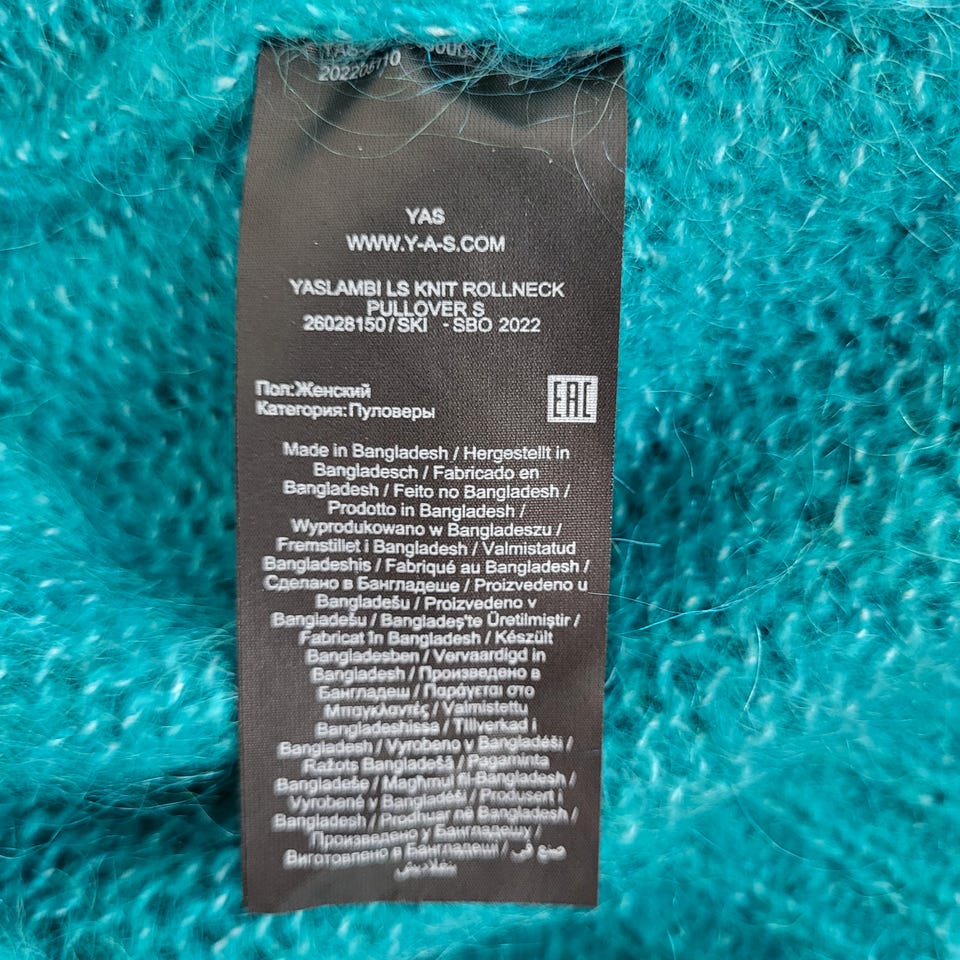 202206710
YAS
WWW.Y-A-S.COM
YASLAMBI LS KNIT ROLLNECK
PULLOVER S
26028150/SKI - SBO 2022
Пол:Женский
Категория:Пуловеры
EAC
Made in Bangladesh / Hergestellt in
Bangladesch / Fabricado en
Bangladesh / Feito no Bangladesh /
Prodotto in Bangladesh /
Wyprodukowano w Bangladeszu /
Fremstillet i Bangladesh / Valmistatud
Bangladeshis / Fabriqué au Bangladesh /
Сделано в Бангладеше / Proizvedeno u
Bangladešu / Proizvedeno v
Bangladešu / Bangladeş'te Üretilmiştir /
Fabricat În Bangladesh / Készült
Bangladesben / Vervaardigd in
Bangladesh / Произведено в
Бангладеш / Παράγεται στο
Μπαγκλαντές / Valmistettu
Bangladeshissa / Tillverkad i
Bangladesh / Vyrobeno v Bangladéši /
Ražots Bangladešā / Pagaminta
Bangladeše / Magħmul fil-Bangladesh /
Vyrobené v Bangladéši / Produsert i
Bangladesh / Prodhuar në Bangladesh /
Произведено у Бангладешу /
Виготовлено в Бангладеші / صنع في
بنغلاديش